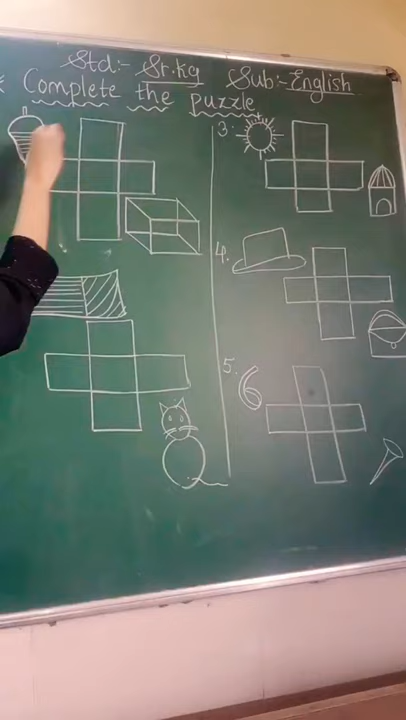 Std:- Sr.kg Sub:- English
Complete the Puzzle
3.
4.
5.
6